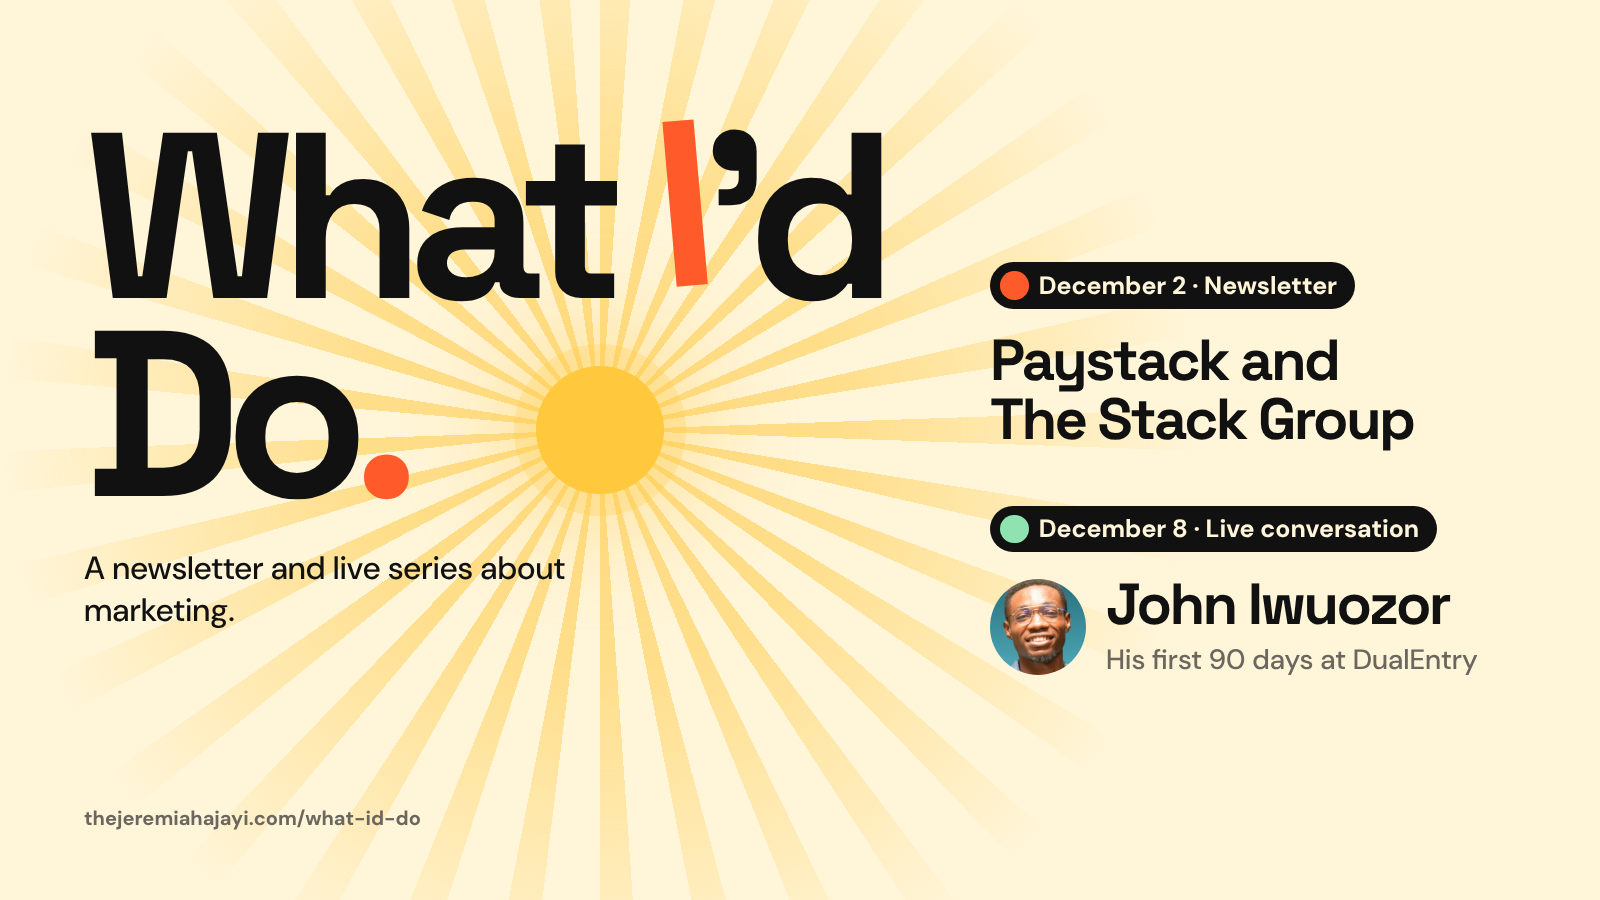 What I’d
Do.
A newsletter and live series about
marketing.
thejeremiahajayi.com/what-id-do
December 2 · Newsletter
Paystack and
The Stack Group
December 8 · Live conversation
John Iwuozor
His first 90 days at DualEntry